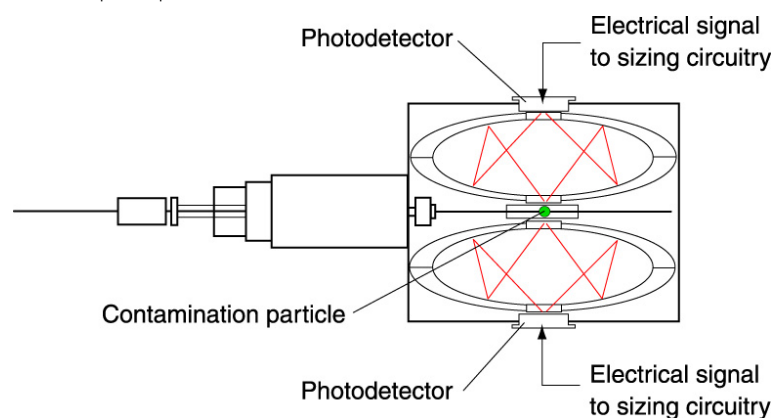 Electrical signal
to sizing circuitry
Photodetector
Contamination particle
Photodetector
Electrical signal
to sizing circuitry